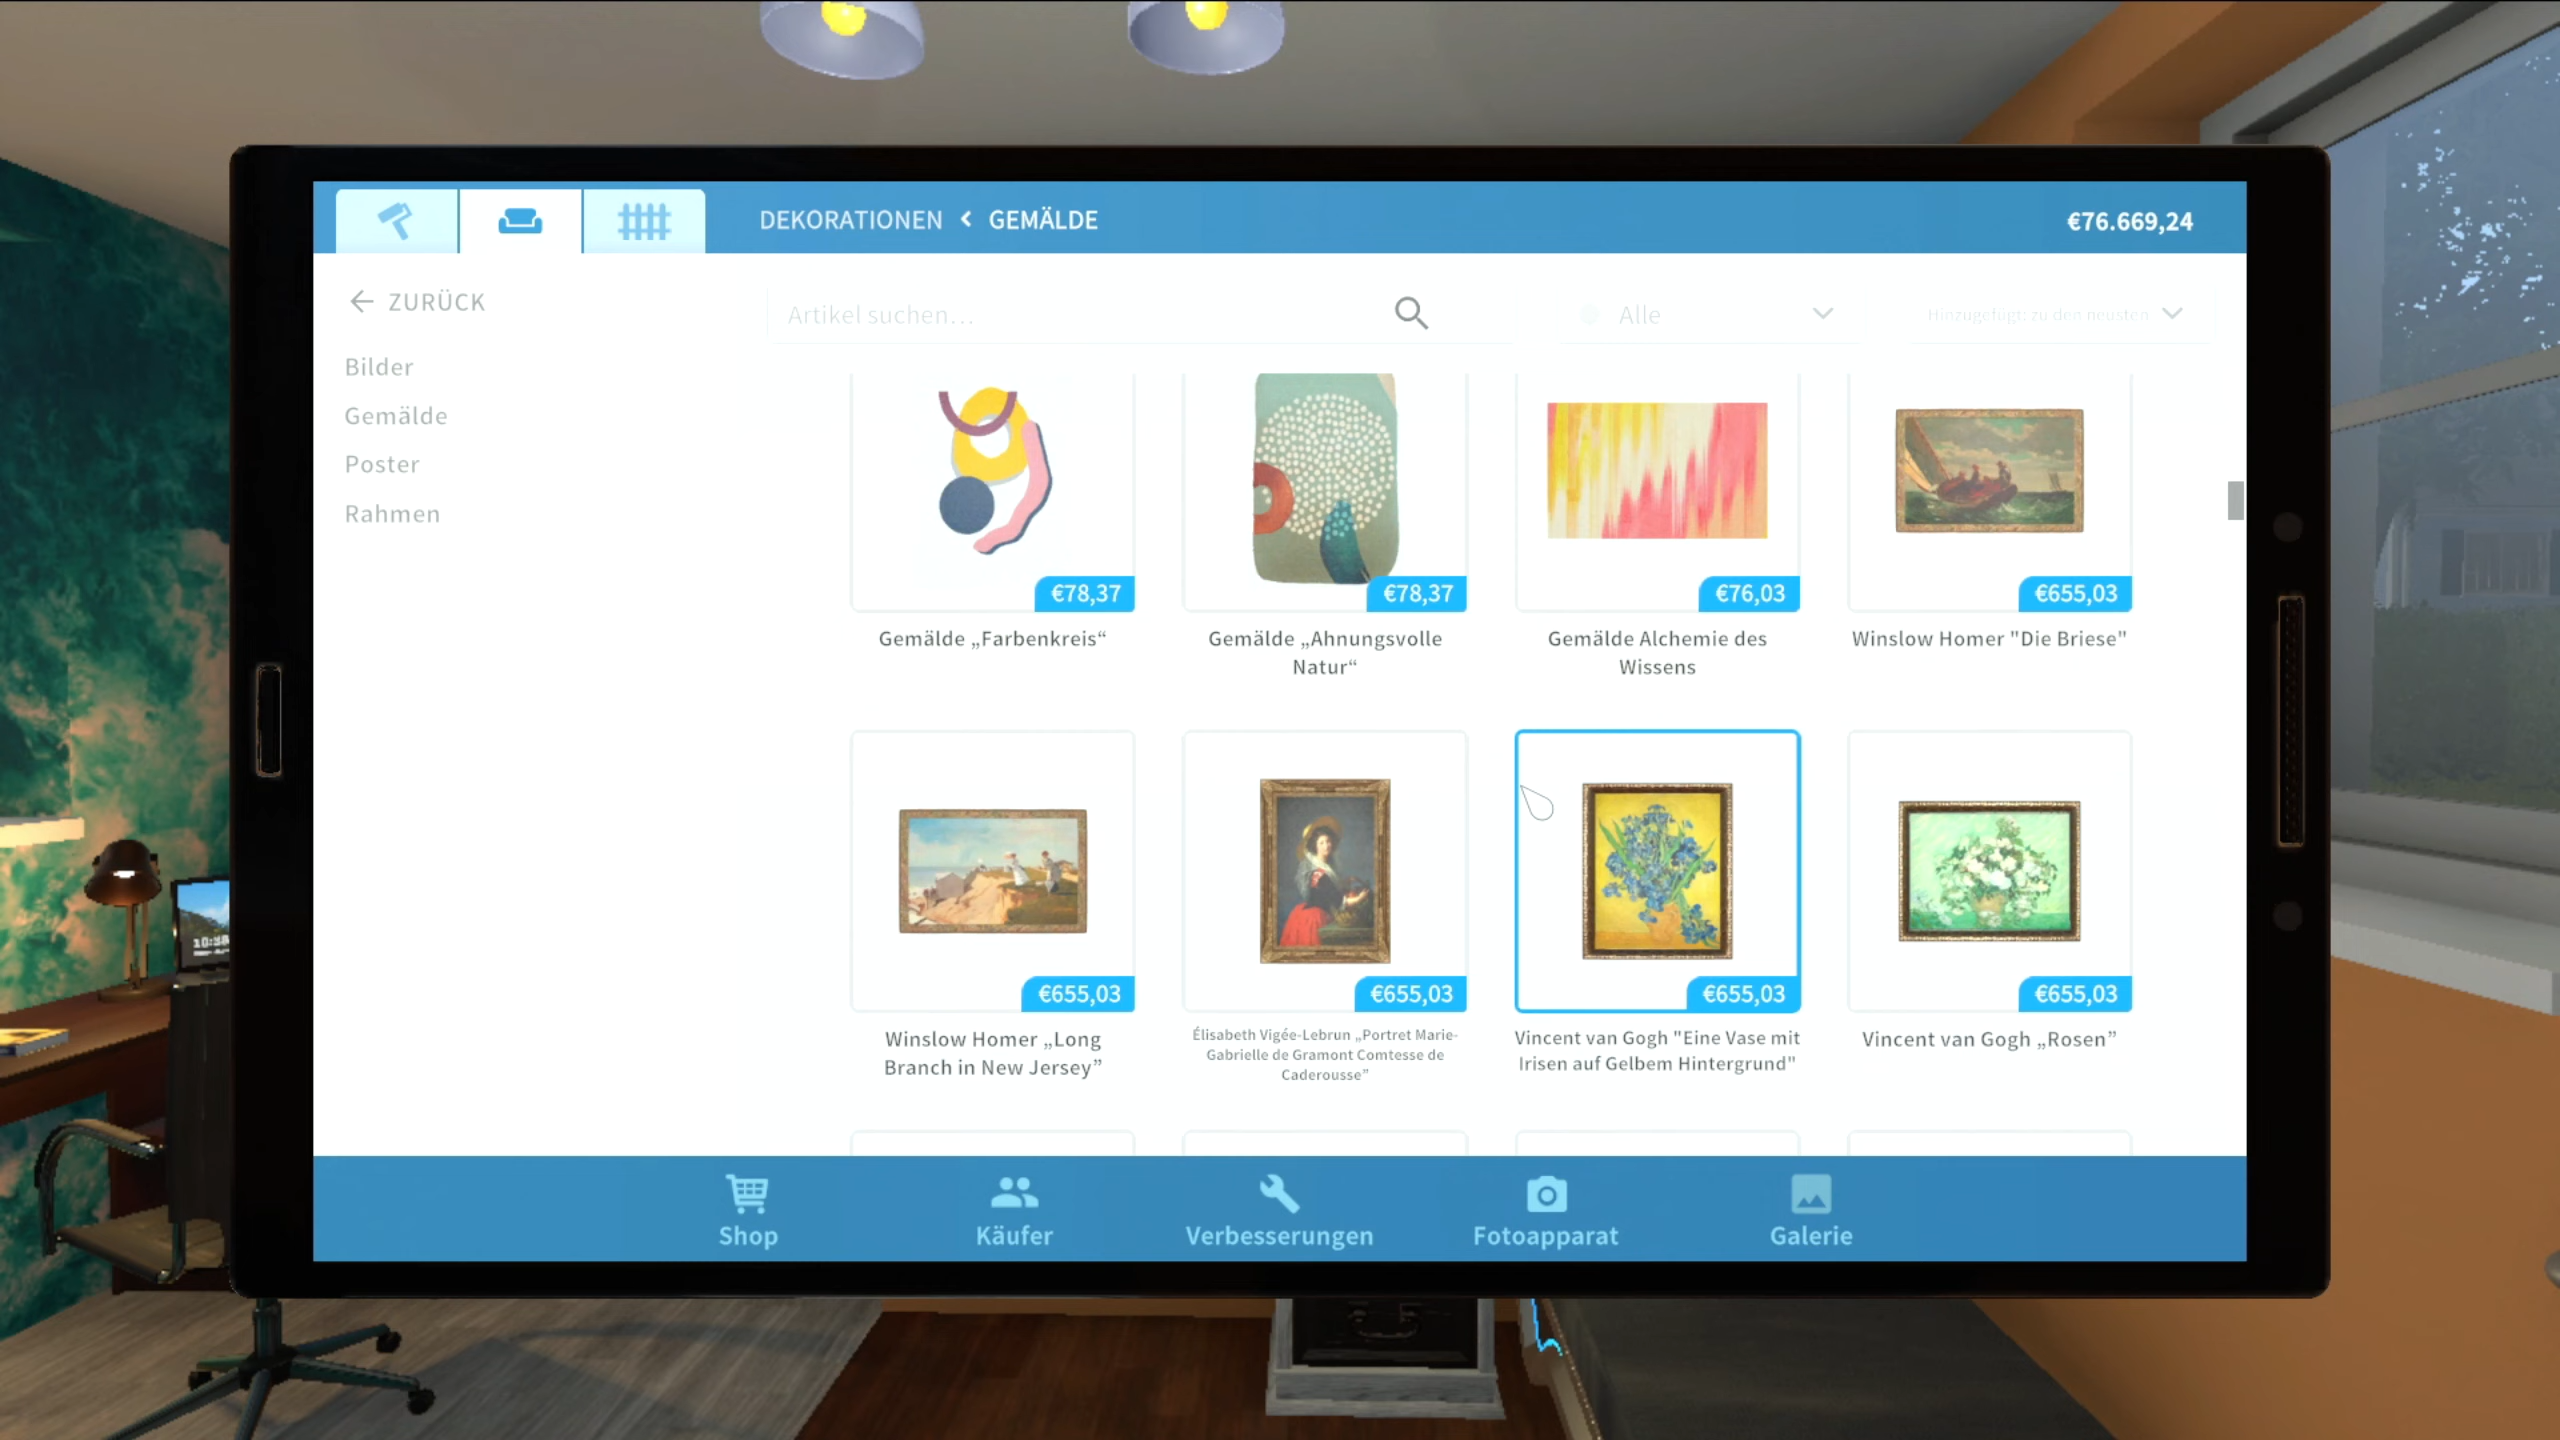 DEKORATIONEN < GEMÄLDE
€76.669,24
ZURÜCK
Bilder
Gemälde
Poster
Rahmen
Artikel suchen...
Alle
Hinzugefügt: zu den neusten
€78,37
Gemälde „Farbenkreis“
€78,37
Gemälde „Ahnungsvolle
Natur“
€76,03
Gemälde Alchemie des
Wissens
€655,03
Winslow Homer "Die Briese"
€655,03
Winslow Homer „Long
Branch in New Jersey”
€655,03
Élisabeth Vigée-Lebrun „Portret Marie-
Gabrielle de Gramont Comtesse de
Caderousse”
€655,03
Vincent van Gogh "Eine Vase mit
Irisen auf Gelbem Hintergrund"
€655,03
Vincent van Gogh „Rosen”
Shop
Käufer
Verbesserungen
Fotoapparat
Galerie